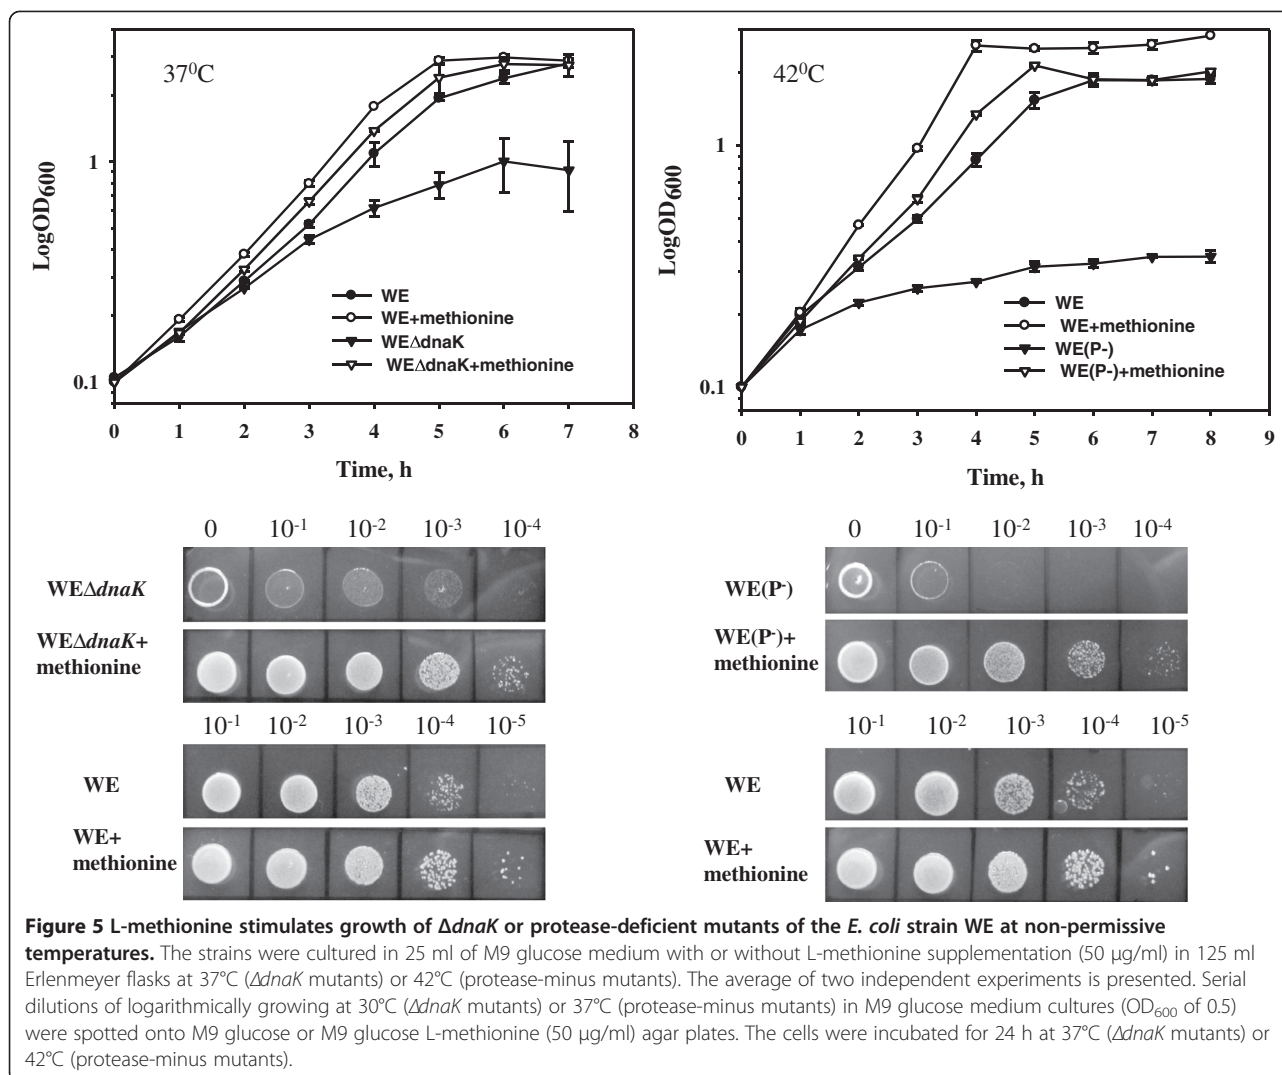 37⁰C
LogOD600
1
0.1
WE
WE+methionine
WEΔdnaK
WEΔdnaK+methionine
0 1 2 3 4 5 6 7 8
Time, h
42⁰C
LogOD600
1
0.1
WE
WE+methionine
WE(P-)
WE(P-)+methionine
0 1 2 3 4 5 6 7 8 9
Time, h
0 10-1 10-2 10-3 10-4
WEΔdnaK
WEΔdnaK+
methionine
10-1 10-2 10-3 10-4 10-5
WE
WE+
methionine
0 10-1 10-2 10-3 10-4
WE(P-)
WE(P-)+
methionine
10-1 10-2 10-3 10-4 10-5
WE
WE+
methionine
Figure 5 L-methionine stimulates growth of ΔdnaK or protease-deficient mutants of the E. coli strain WE at non-permissive
temperatures. The strains were cultured in 25 ml of M9 glucose medium with or without L-methionine supplementation (50 μg/ml) in 125 ml
Erlenmeyer flasks at 37°C (ΔdnaK mutants) or 42°C (protease-minus mutants). The average of two independent experiments is presented. Serial
dilutions of logarithmically growing at 30°C (ΔdnaK mutants) or 37°C (protease-minus mutants) in M9 glucose medium cultures (OD600 of 0.5)
were spotted onto M9 glucose or M9 glucose L-methionine (50 μg/ml) agar plates. The cells were incubated for 24 h at 37°C (ΔdnaK mutants) or
42°C (protease-minus mutants).